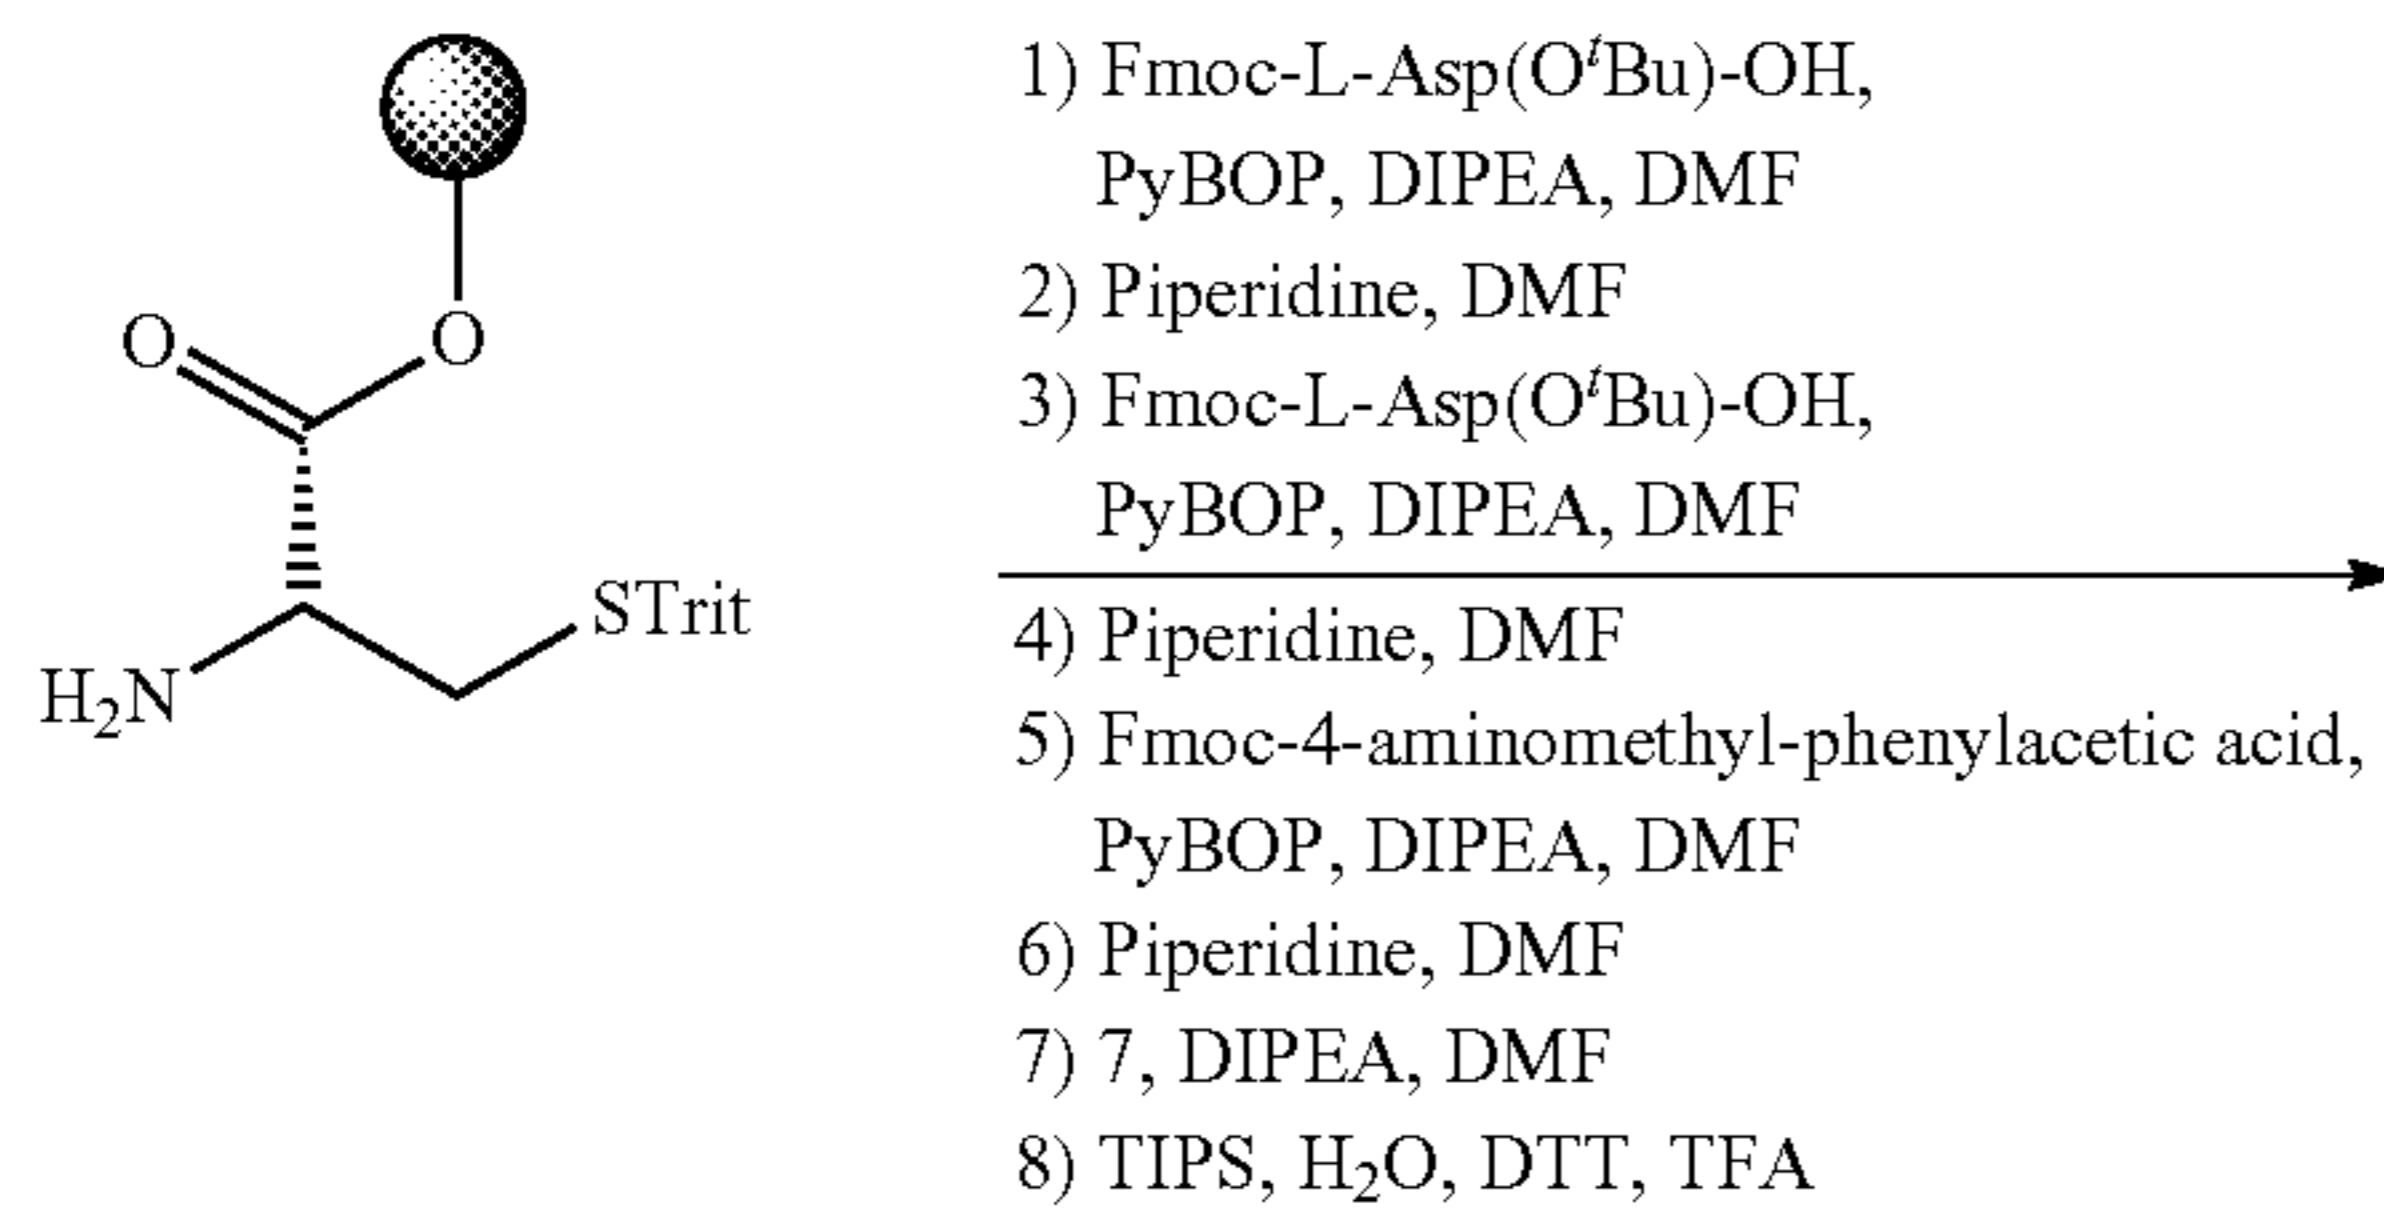 O
O
STrit
H₂N
1) Fmoc-L-Asp(OᵗBu)-OH,
PyBOP, DIPEA, DMF
2) Piperidine, DMF
3) Fmoc-L-Asp(OᵗBu)-OH,
PyBOP, DIPEA, DMF
4) Piperidine, DMF
5) Fmoc-4-aminomethyl-phenylacetic acid,
PyBOP, DIPEA, DMF
6) Piperidine, DMF
7) 7, DIPEA, DMF
8) TIPS, H₂O, DTT, TFA